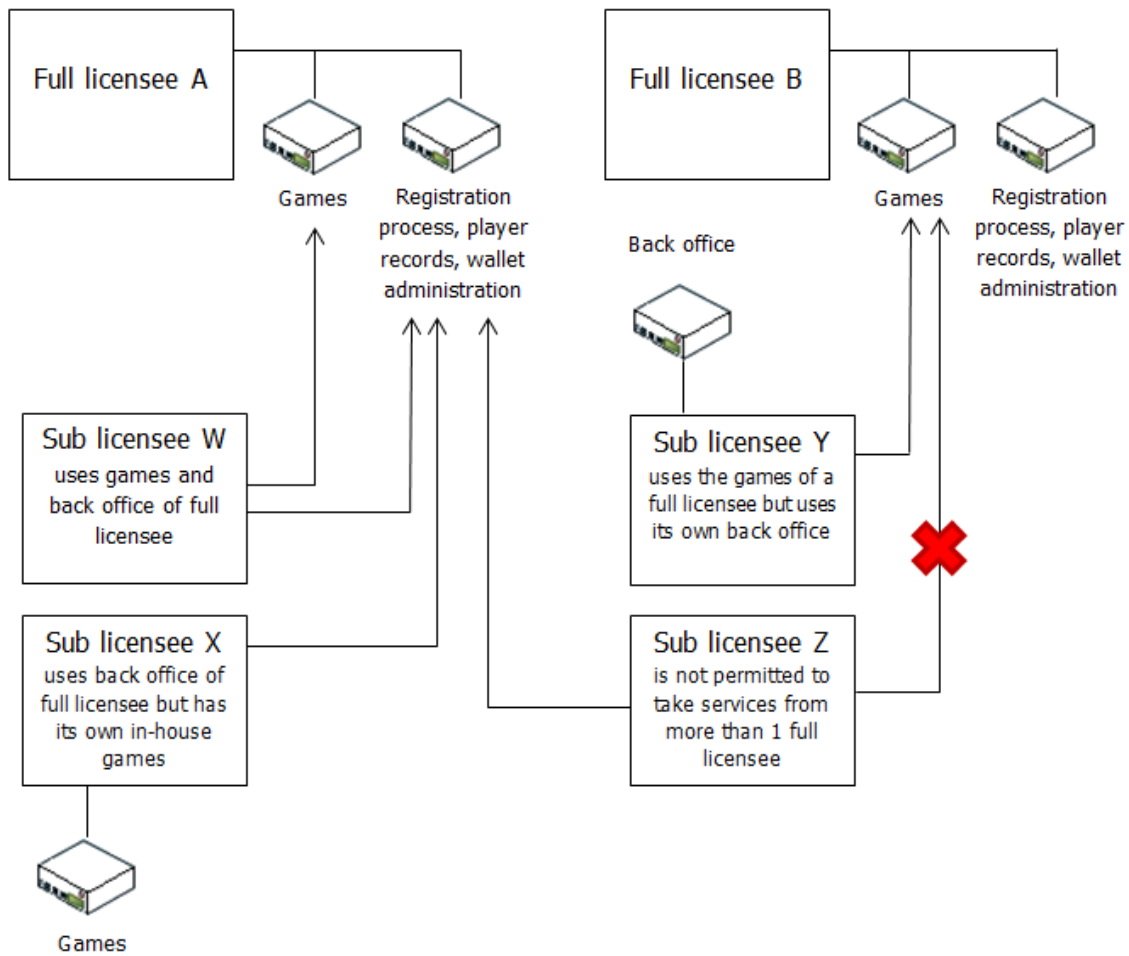 Full licensee A
Games
Registration
process, player
records, wallet
administration
Full licensee B
Games
Registration
process, player
records, wallet
administration
Back office
Sub licensee W
uses games and
back office of full
licensee
Sub licensee Y
uses the games of a
full licensee but uses
its own back office
Sub licensee X
uses back office of
full licensee but has
its own in-house
games
Sub licensee Z
is not permitted to
take services from
more than 1 full
licensee
Games